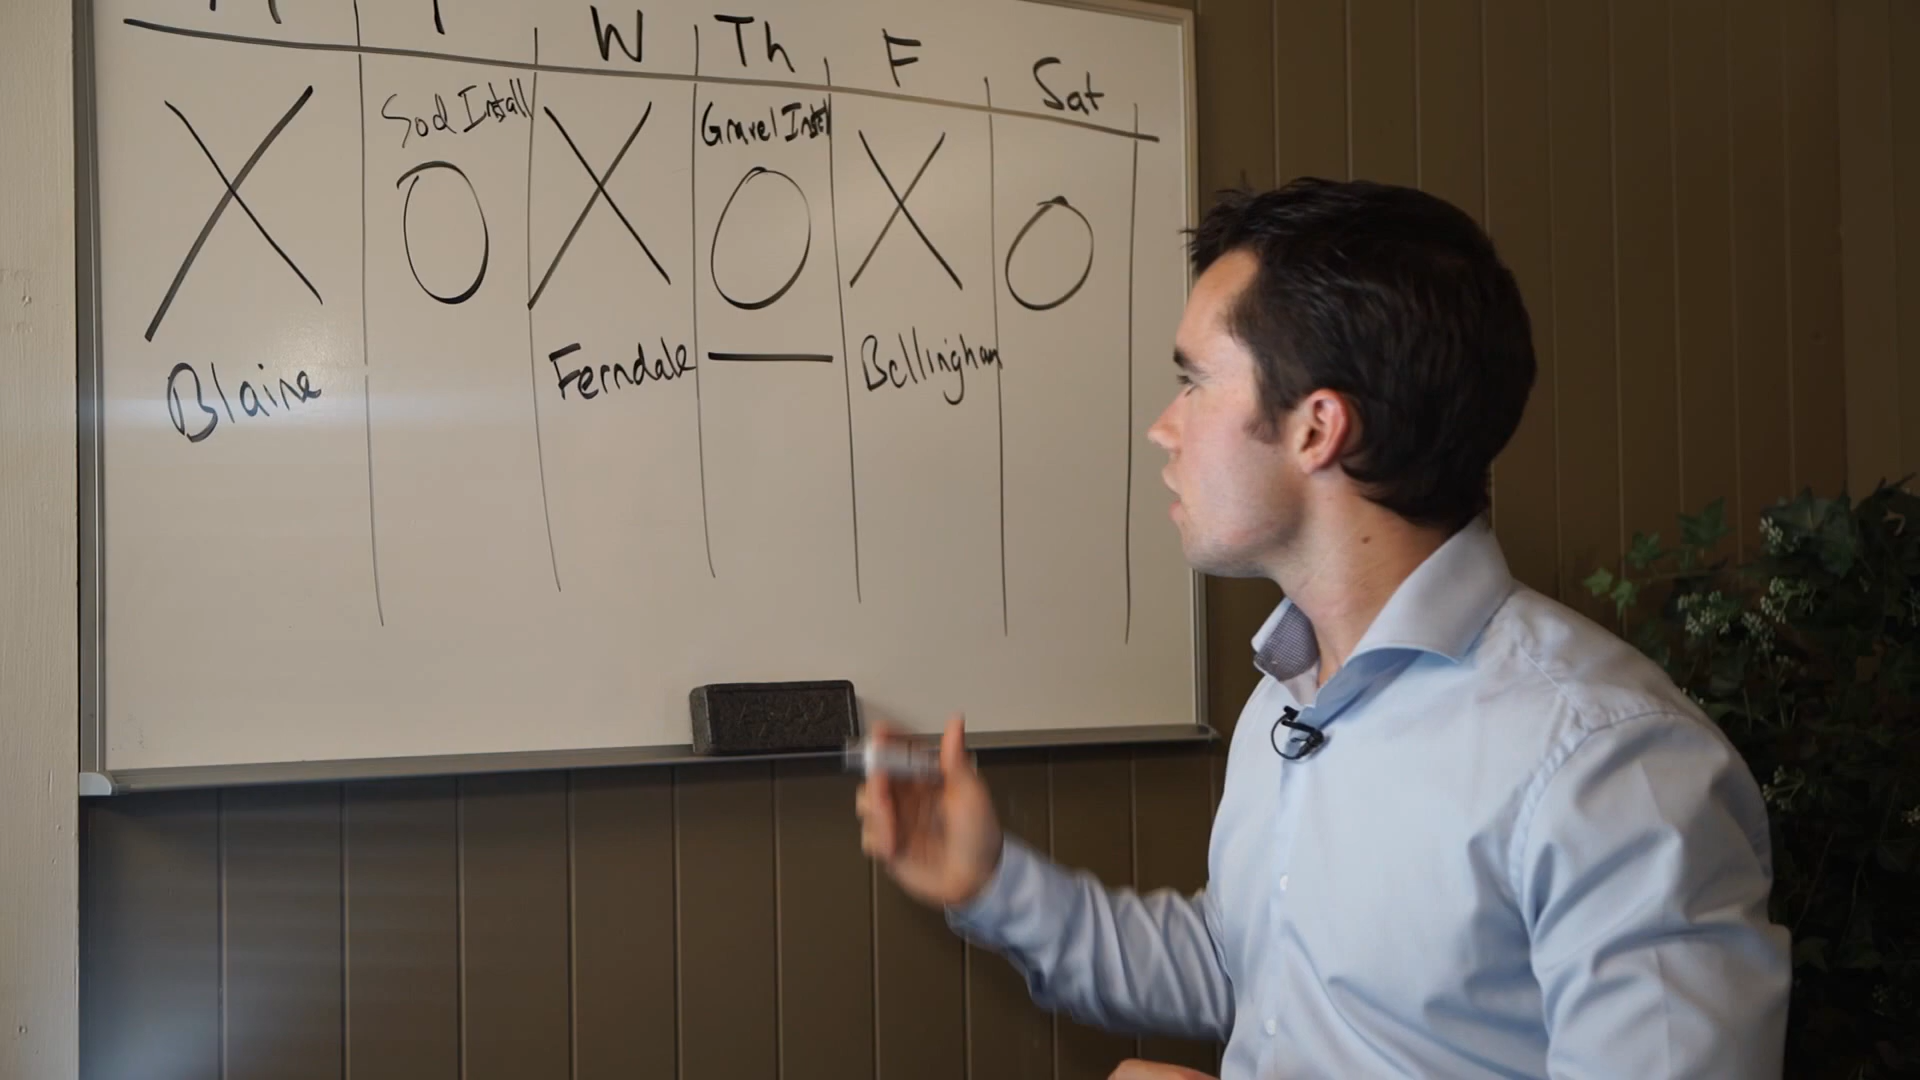 W Th F Sat
Sod Install Gravel Install
X O X O X O
Blaine Ferndale — Bellingham